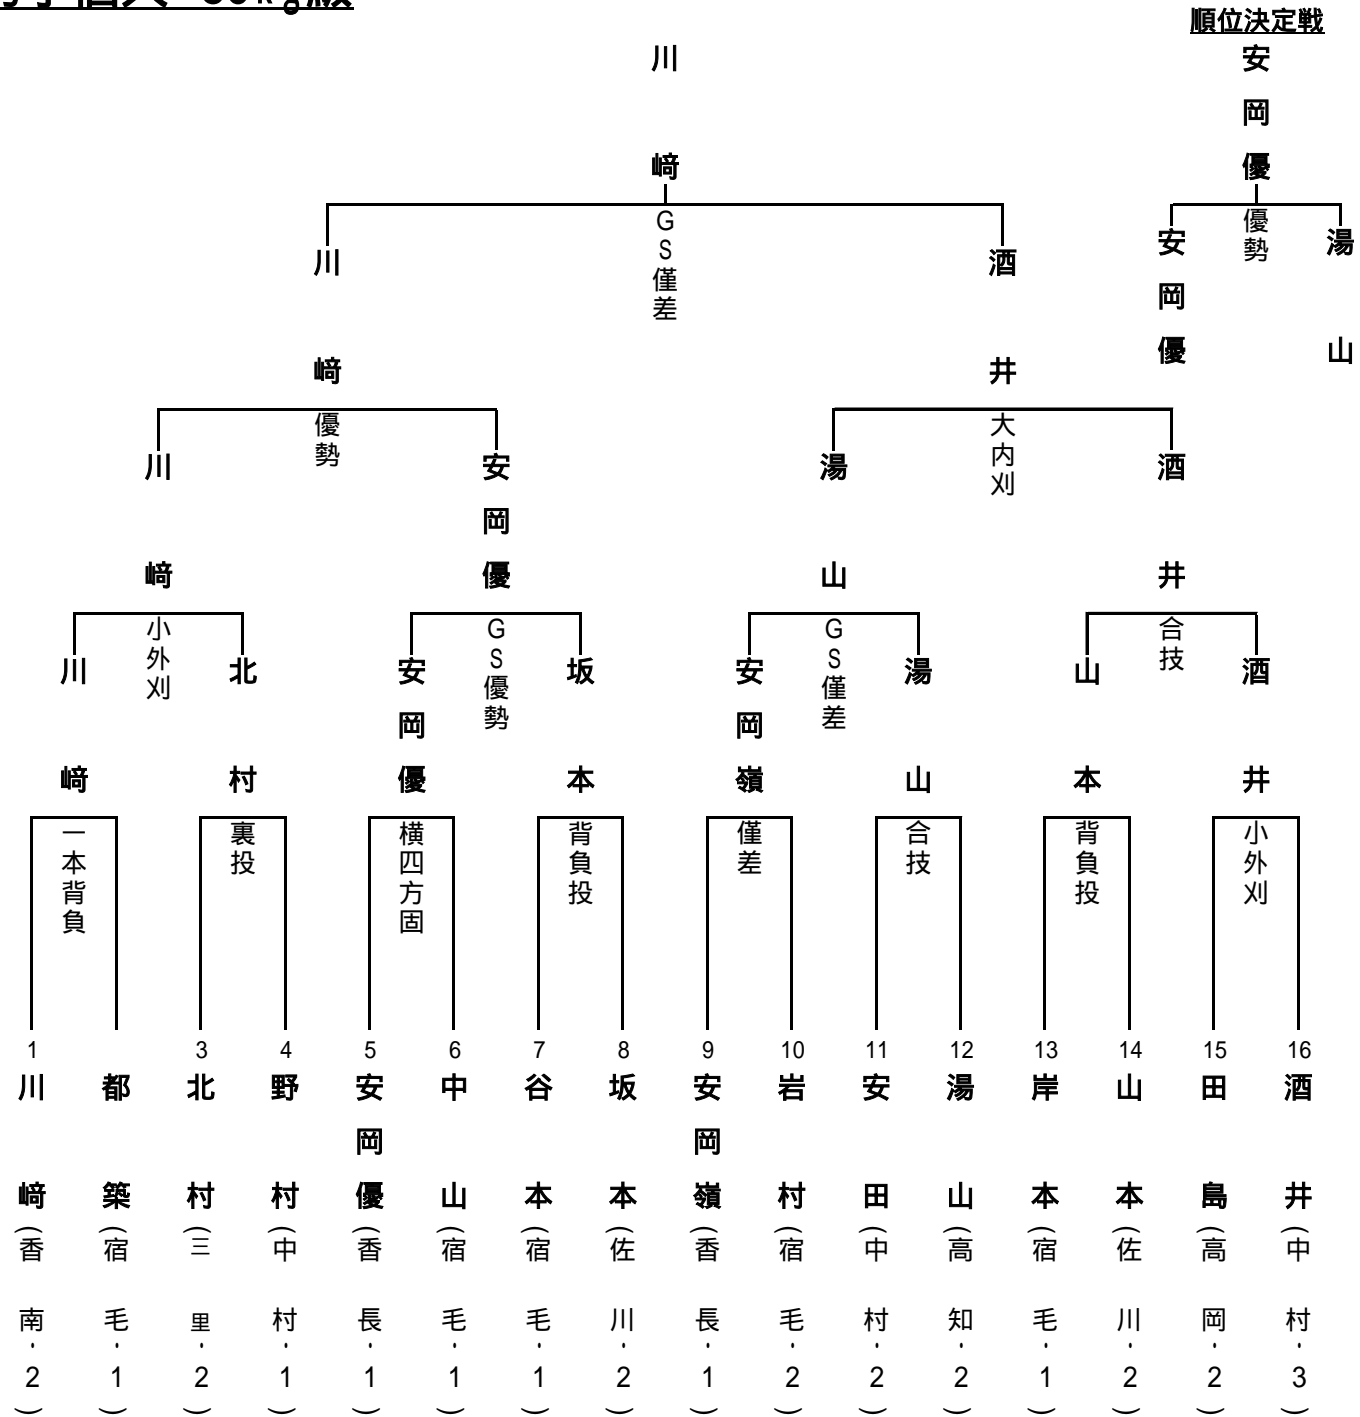 級
順位決定戦
川﨑
安岡優
GS僅差
優勢
川﨑
酒井
安岡優
湯山
優勢
大内刈
川﨑
安岡優
湯山
酒井
小外刈
GS優勢
GS僅差
合技
川﨑
北村
安岡優
坂本
安岡嶺
湯山
山本
酒井
一本背負
裏投
横四方固
背負投
僅差
合技
背負投
小外刈
1
3
4
5
6
7
8
9
10
11
12
13
14
15
16
川﨑(香南-2)
都築(宿毛-1)
北村(三里-2)
野村(中村-1)
安岡優(香長-1)
中山(宿毛-1)
谷本(宿毛-1)
坂本(佐川-2)
安岡嶺(香長-1)
岩村(宿毛-2)
安田(中村-2)
湯山(高知-2)
岸本(宿毛-1)
山本(佐川-2)
田島(高岡-2)
酒井(中村-3)